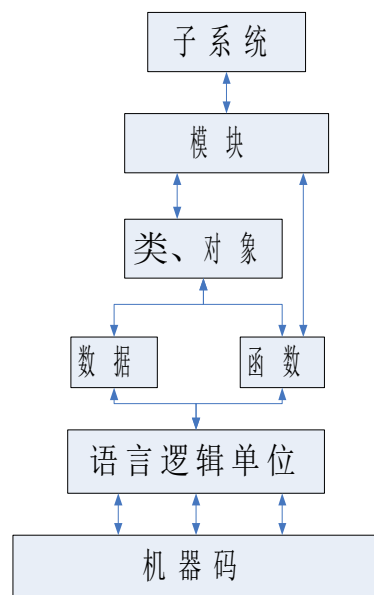 子系统
模块
类、对象
数据
函数
语言逻辑单位
机器码